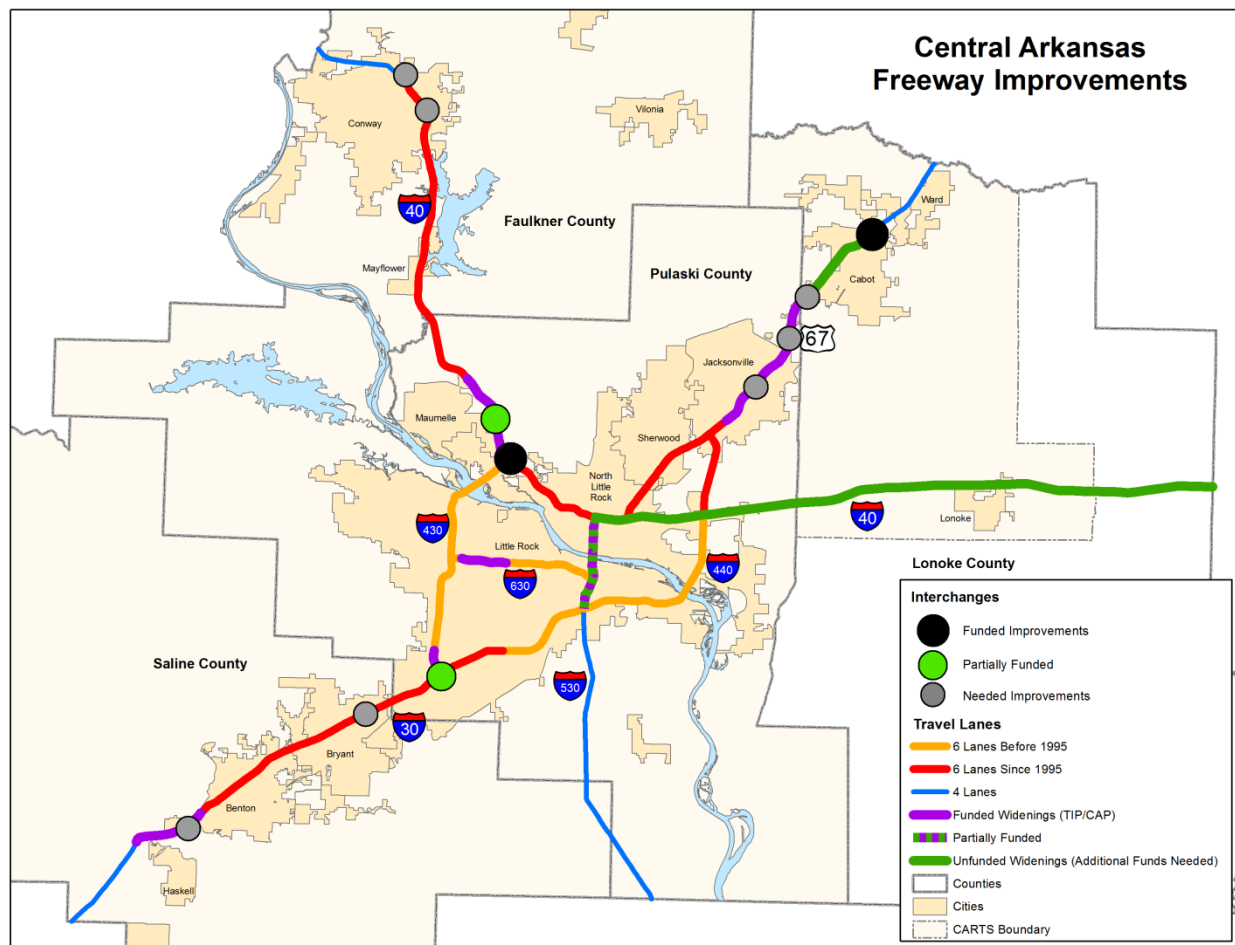 Central Arkansas
Freeway Improvements
Vilonia
Conway
Ward
40
Faulkner County
Mayflower
Pulaski County
Cabot
67
Jacksonville
Maumelle
Sherwood
North
Little
Rock
40
Lonoke
430
Little Rock
630
440
Lonoke County
Saline County
530
30
Bryant
Benton
Haskell
Interchanges
Funded Improvements
Partially Funded
Needed Improvements
Travel Lanes
6 Lanes Before 1995
6 Lanes Since 1995
4 Lanes
Funded Widenings (TIP/CAP)
Partially Funded
Unfunded Widenings (Additional Funds Needed)
Counties
Cities
CARTS Boundary